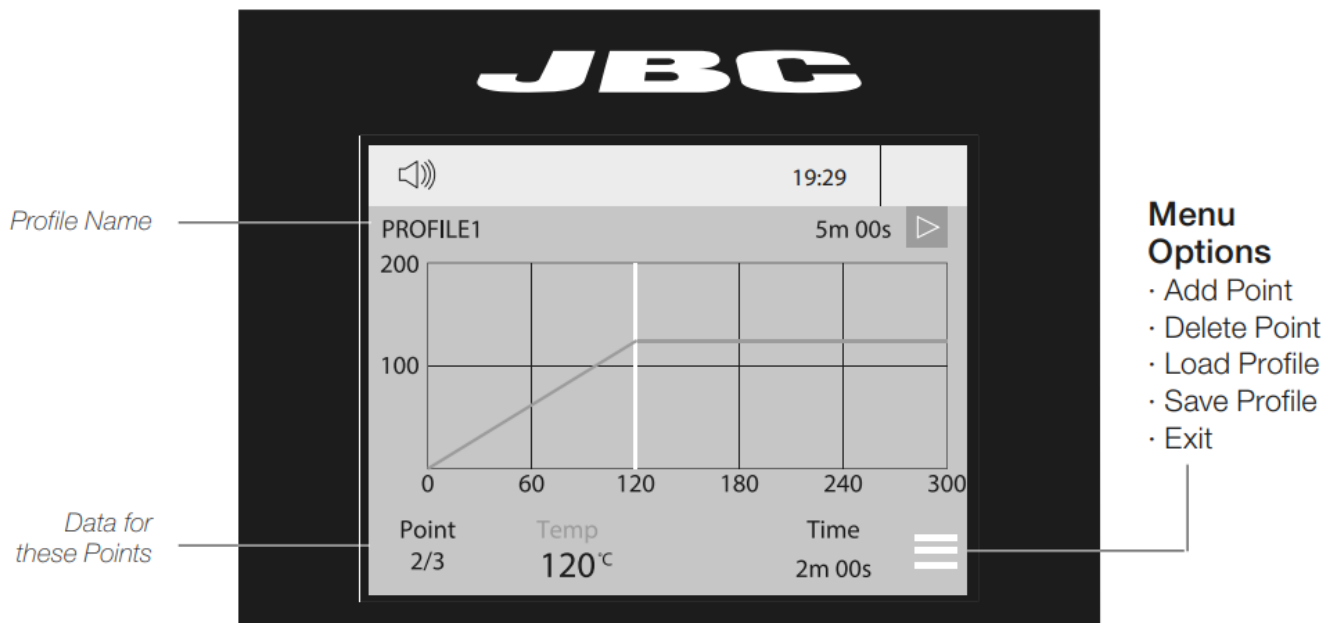 JBC
19:29
Profile Name
PROFILE1
5m 00s
200
100
0 60 120 180 240 300
Data for
these Points
Point Temp Time
2/3 120 °C 2m 00s
Menu
Options
· Add Point
· Delete Point
· Load Profile
· Save Profile
· Exit